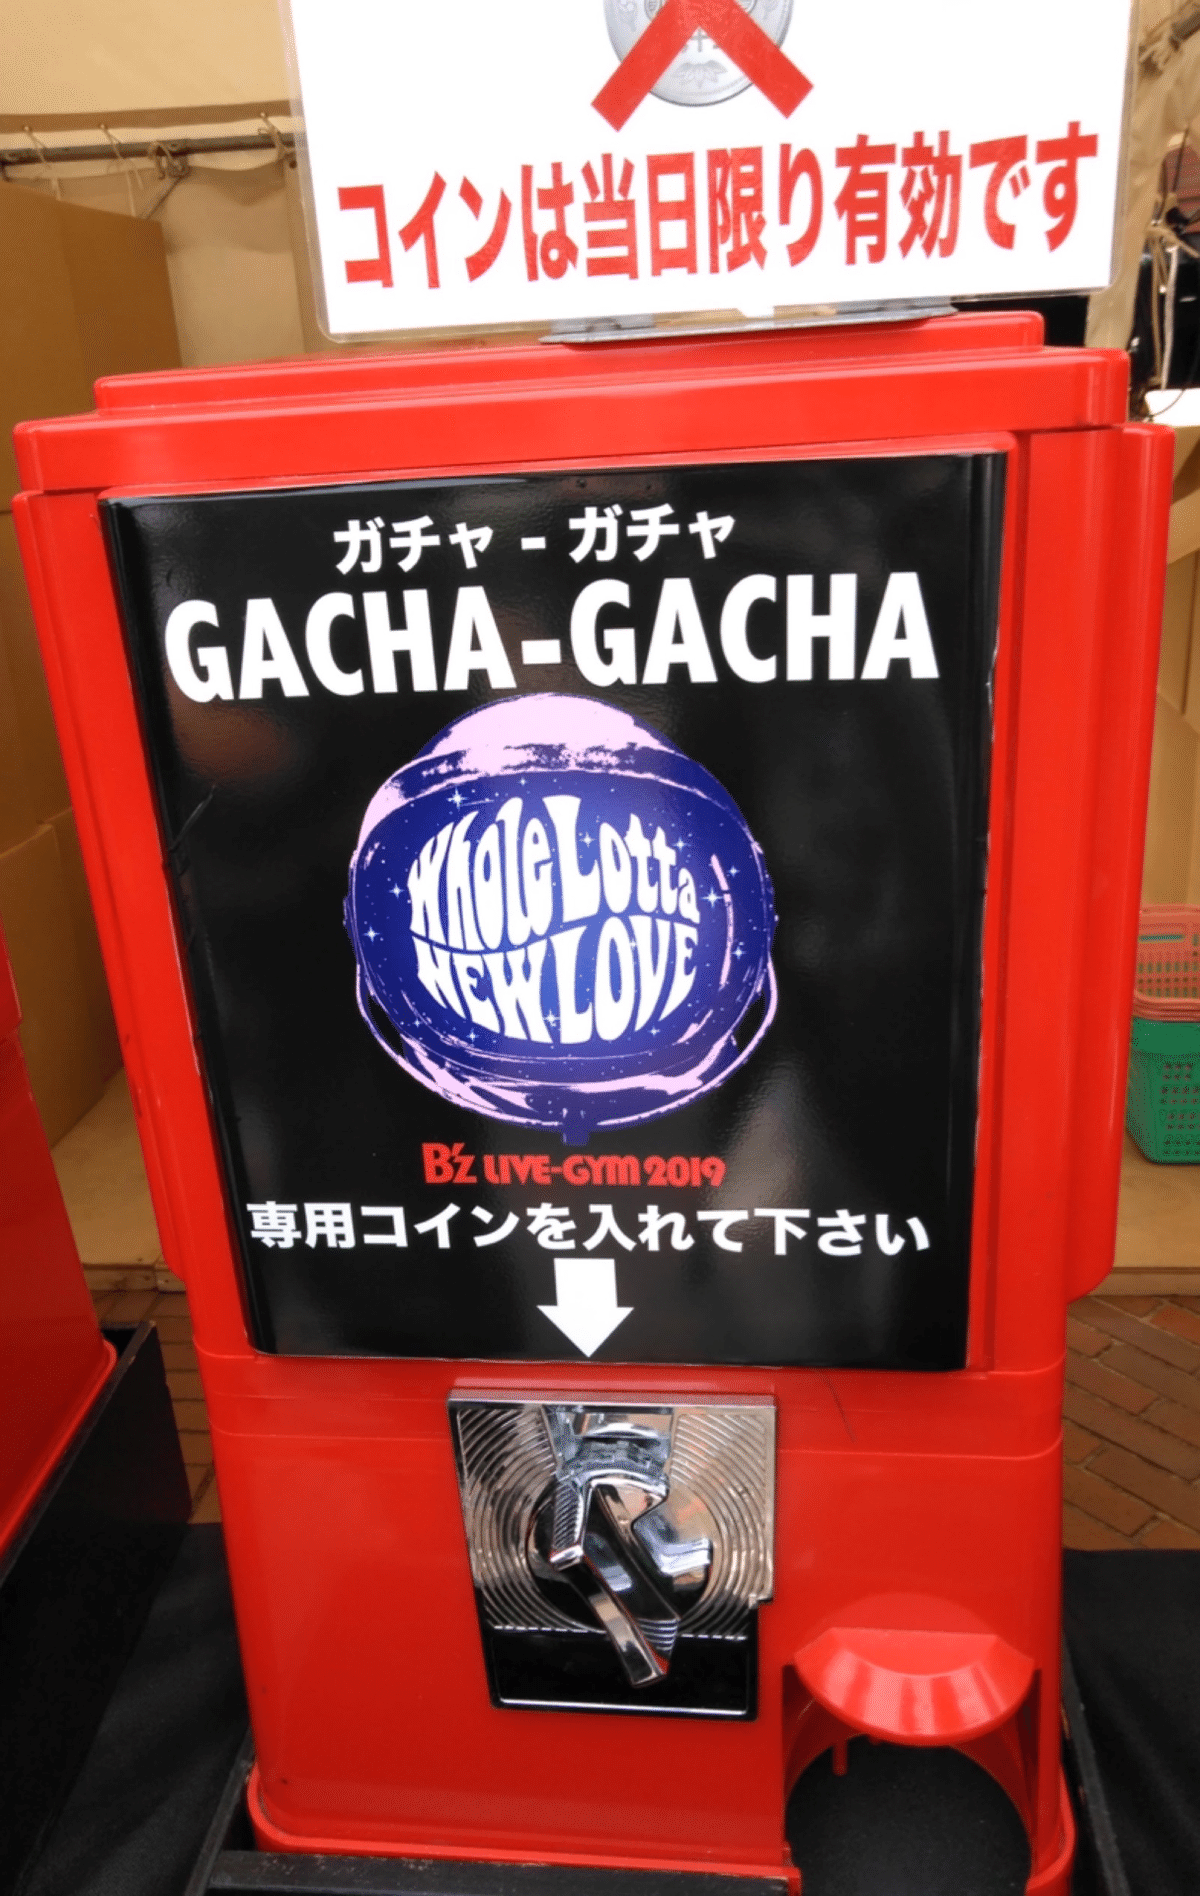 コインは当日限り有効です
ガチャ - ガチャ
GACHA-GACHA
Whole Lotta
NEW LOVE
B'z LIVE-GYM 2019
専用コインを入れて下さい